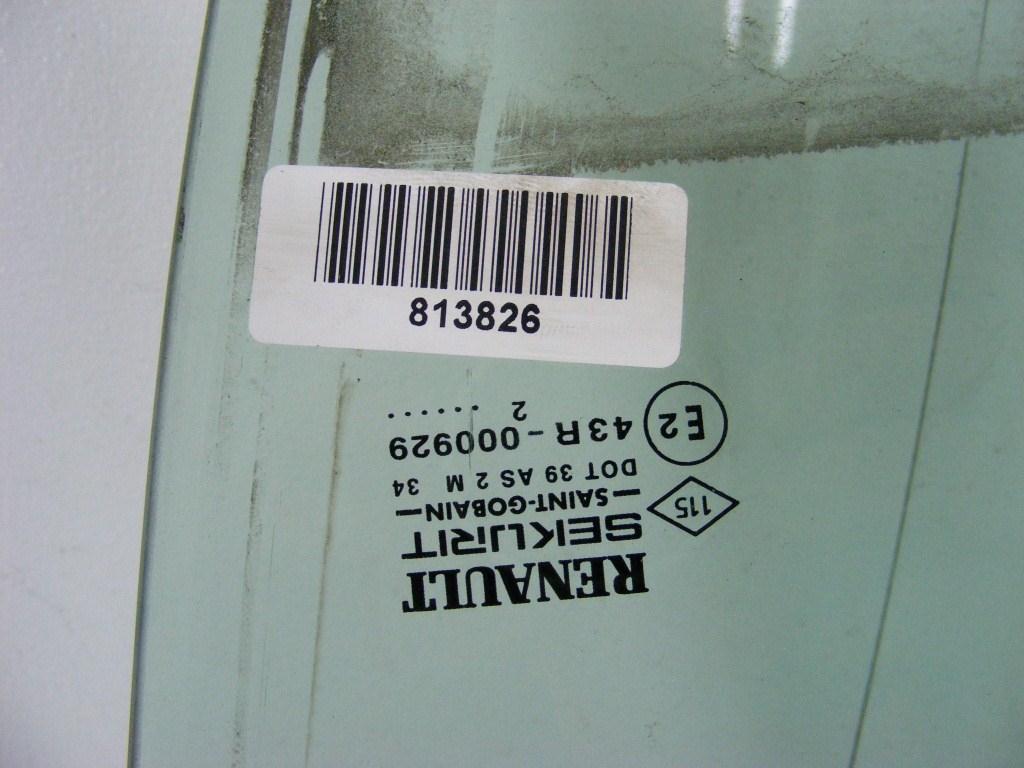 813826
RENAULT
SEKURIT
— SAINT-GOBAIN —
115
DOT 39 AS 2 M 34
E2 43R-000929
..2......